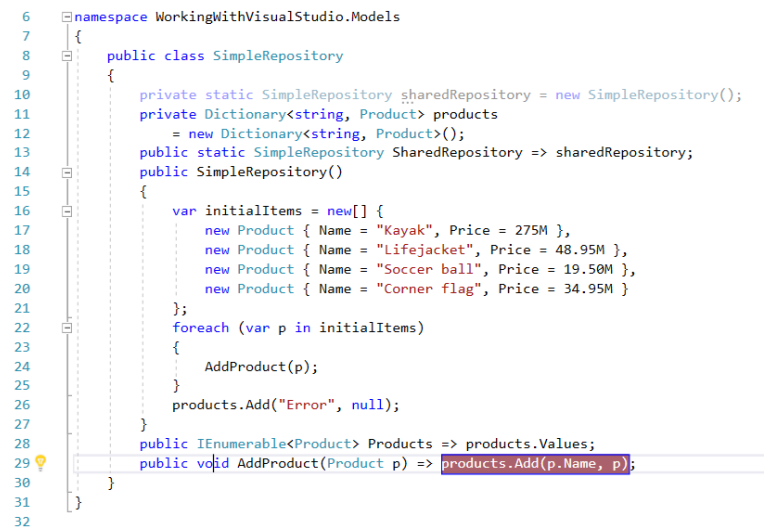 6 namespace WorkingWithVisualStudio.Models
7 {
8 public class SimpleRepository
9 {
10 private static SimpleRepository sharedRepository = new SimpleRepository();
11 private Dictionary<string, Product> products
12 = new Dictionary<string, Product>();
13 public static SimpleRepository SharedRepository => sharedRepository;
14 public SimpleRepository()
15 {
16 var initialItems = new[] {
17 new Product { Name = "Kayak", Price = 275M },
18 new Product { Name = "Lifejacket", Price = 48.95M },
19 new Product { Name = "Soccer ball", Price = 19.50M },
20 new Product { Name = "Corner flag", Price = 34.95M }
21 };
22 foreach (var p in initialItems)
23 {
24 AddProduct(p);
25 }
26 products.Add("Error", null);
27 }
28 public IEnumerable<Product> Products => products.Values;
29 public void AddProduct(Product p) => products.Add(p.Name, p);
30 }
31 }
32